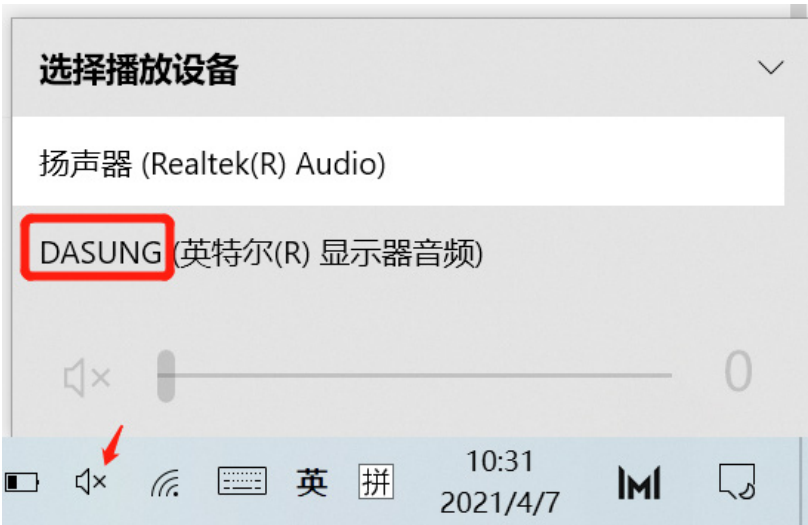 选择播放设备
扬声器 (Realtek(R) Audio)
DASUNG (英特尔(R) 显示器音频)
0
英 拼 10:31
2021/4/7